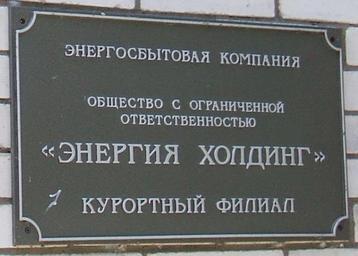 ЭНЕРГОСБЫТОВАЯ КОМПАНИЯ
ОБЩЕСТВО С ОГРАНИЧЕННОЙ
ОТВЕТСТВЕННОСТЬЮ
«ЭНЕРГИЯ ХОЛДИНГ»
КУРОРТНЫЙ ФИЛИАЛ